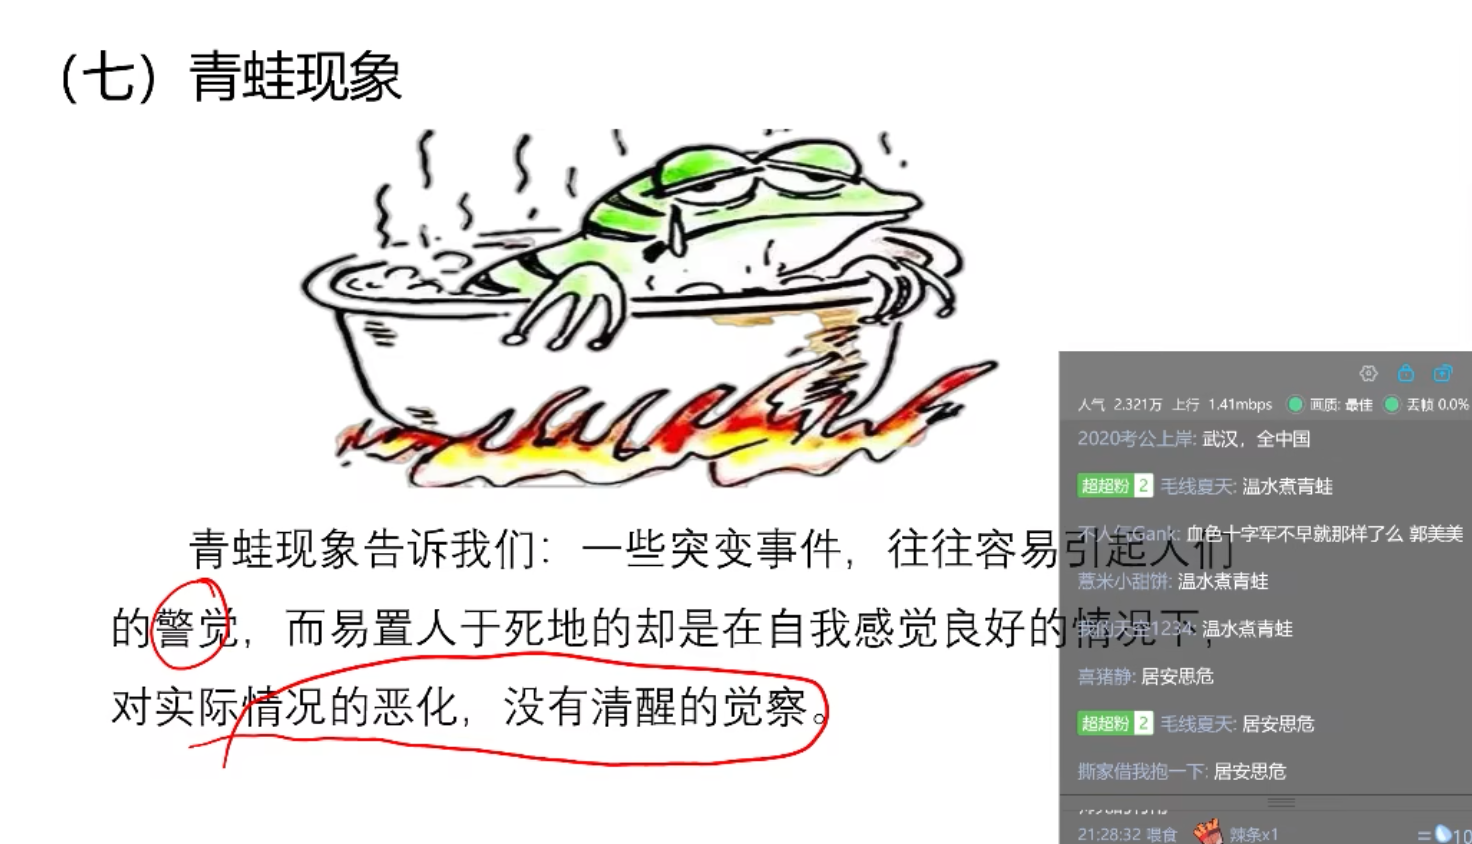 （七）青蛙现象
青蛙现象告诉我们：一些突变事件，往往容易引起人们
的警觉，而易置人于死地的却是在自我感觉良好的情况下，
对实际情况的恶化，没有清醒的觉察。
人气 2.321万 上行 1.41mbps 画质: 最佳 丢帧 0.0%
2020考公上岸: 武汉，全中国
超超粉 2 毛线夏天: 温水煮青蛙
Gank: 血色十字军不早就那样了么 郭美美
薏米小甜饼: 温水煮青蛙
我的天空1234: 温水煮青蛙
喜猪静: 居安思危
超超粉 2 毛线夏天: 居安思危
撕家借我抱一下: 居安思危
21:28:32 喂食 辣条x1 = 10